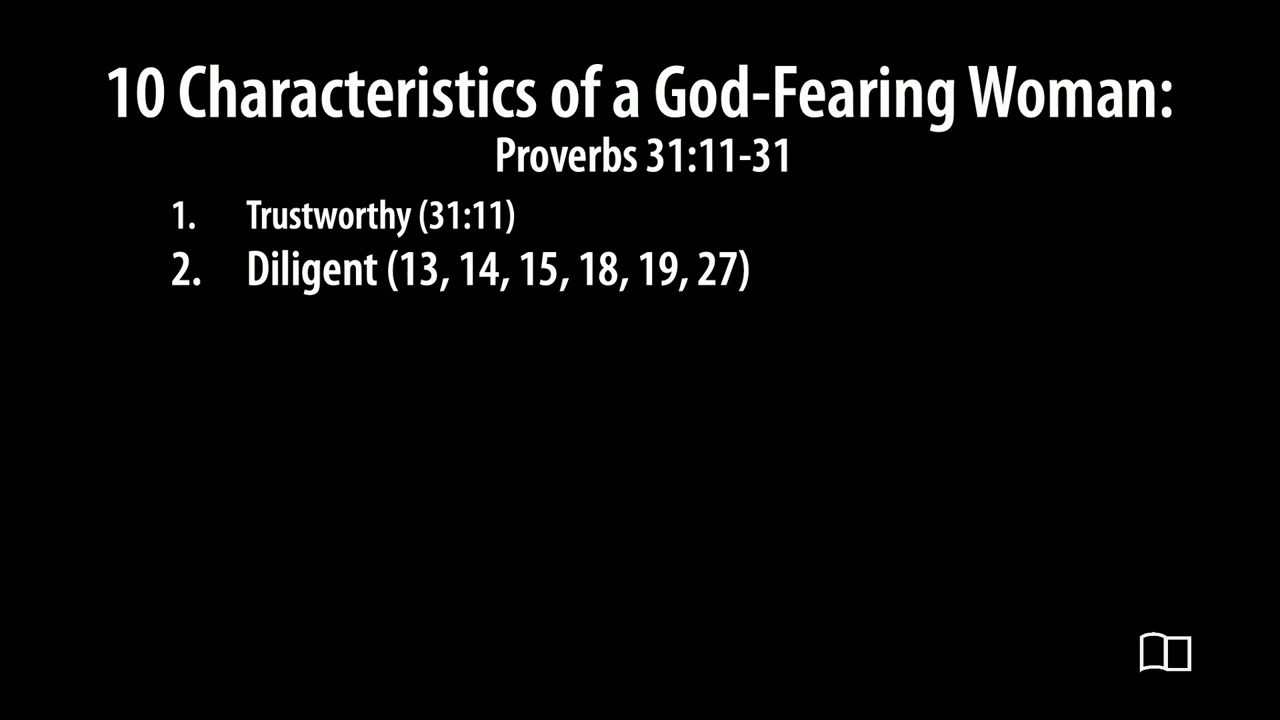 10 Characteristics of a God-Fearing Woman:
Proverbs 31:11-31
1. Trustworthy (31:11)
2. Diligent (13, 14, 15, 18, 19, 27)